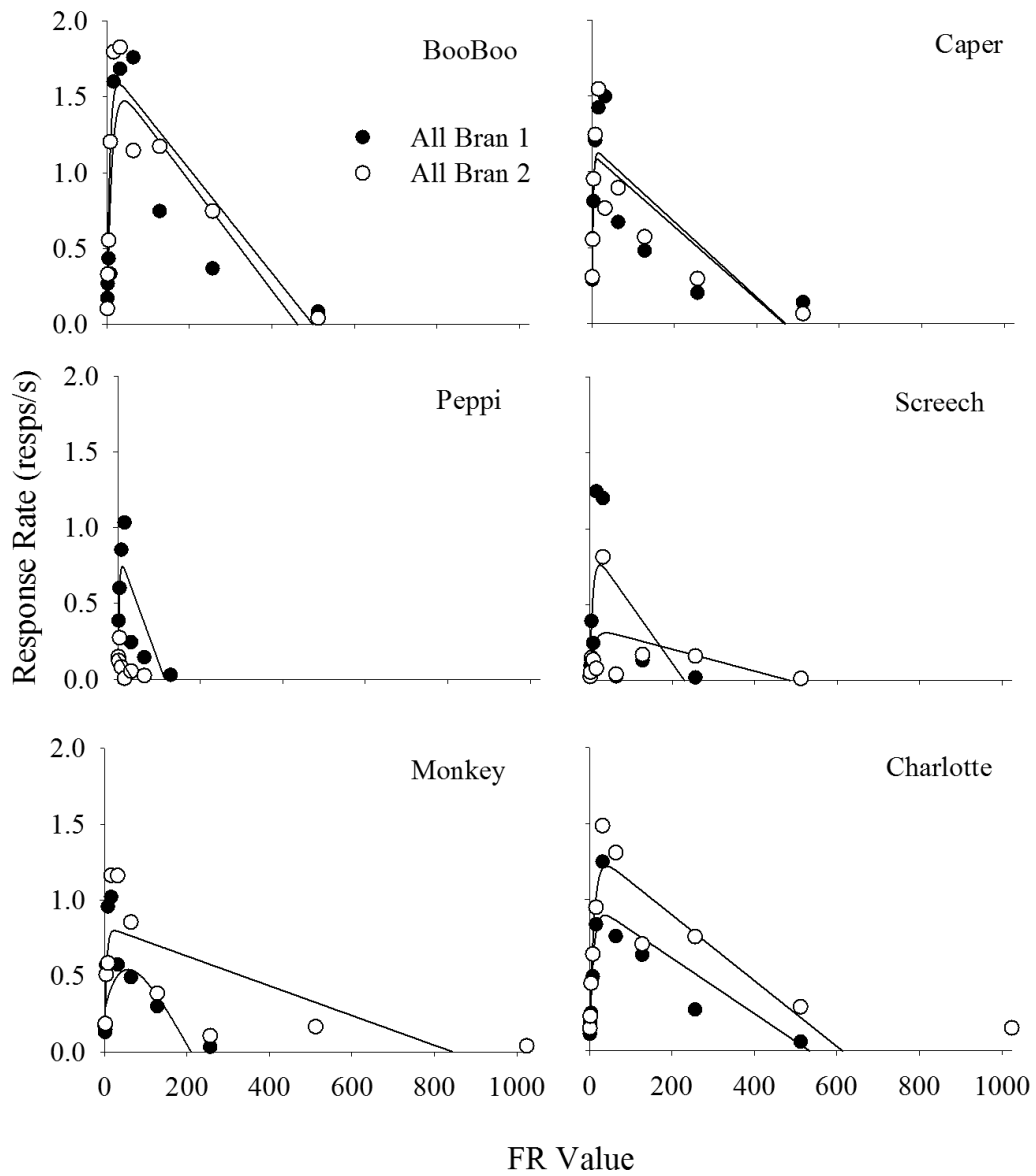 2.0
BooBoo
Caper
1.5
All Bran 1
1.0
All Bran 2
0.5
0.0
2.0
Peppi
Screech
1.5
1.0
0.5
0.0
2.0
Monkey
Charlotte
1.5
1.0
0.5
0.0
0 200 400 600 800 1000
0 200 400 600 800 1000
Response Rate (resps/s)
FR Value